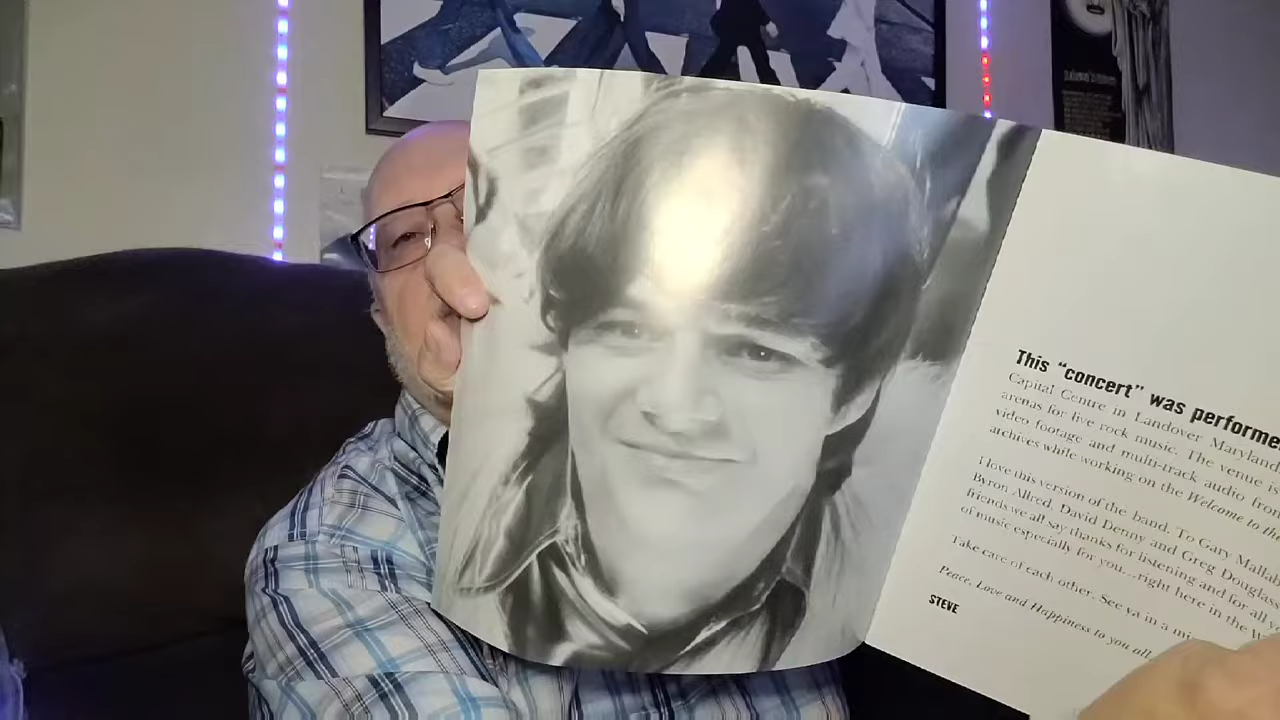 This "concert" was performe
Capital Centre in Landover Maryland
arenas for live rock music. The venue is
video footage and multi-track audio from
archives while working on the Welcome to the
I love this version of the band. To Gary Mallab
Byron Allred, David Denny and Greg Douglass
friends we all say thanks for listening and for all y
of music especially for you...right here in the W
Take care of each other. See ya in a mi
Peace, Love and Happiness to you all
STEVE